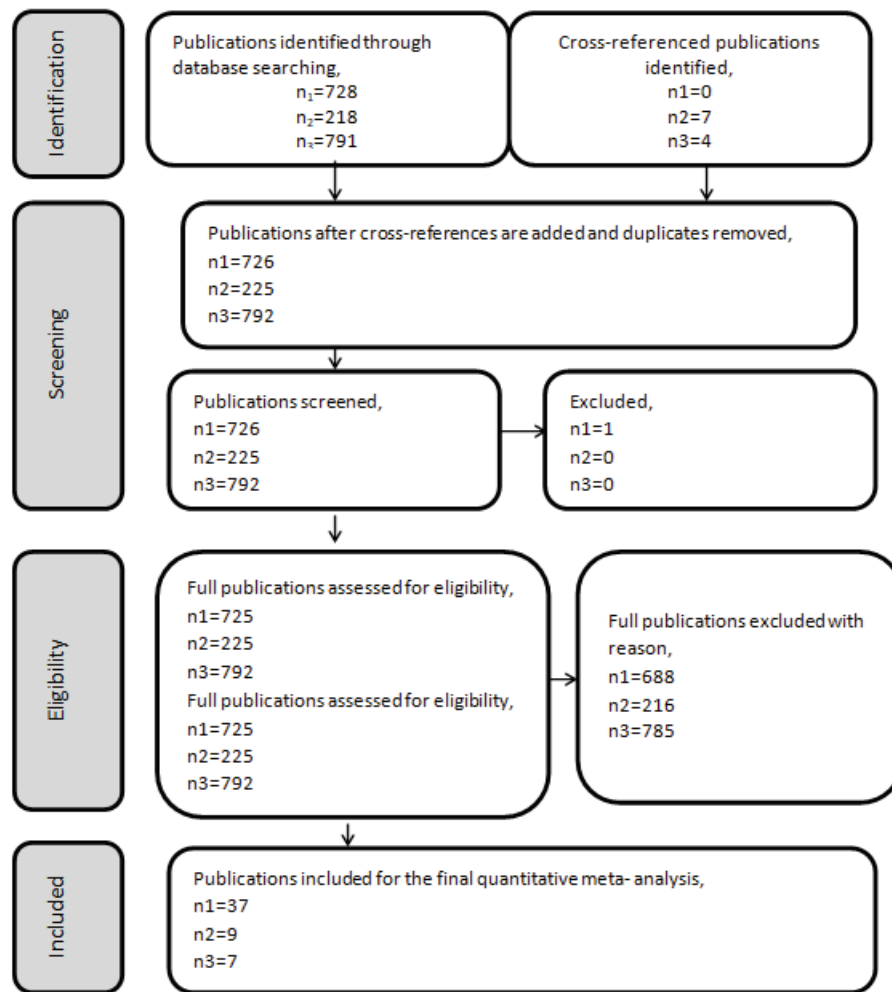 Identification
Publications identified through
database searching,
n₁=728
n₂=218
n₃=791
Cross-referenced publications
identified,
n1=0
n2=7
n3=4
Screening
Publications after cross-references are added and duplicates removed,
n1=726
n2=225
n3=792
Publications screened,
n1=726
n2=225
n3=792
Excluded,
n1=1
n2=0
n3=0
Eligibility
Full publications assessed for eligibility,
n1=725
n2=225
n3=792
Full publications assessed for eligibility,
n1=725
n2=225
n3=792
Full publications excluded with
reason,
n1=688
n2=216
n3=785
Included
Publications included for the final quantitative meta- analysis,
n1=37
n2=9
n3=7